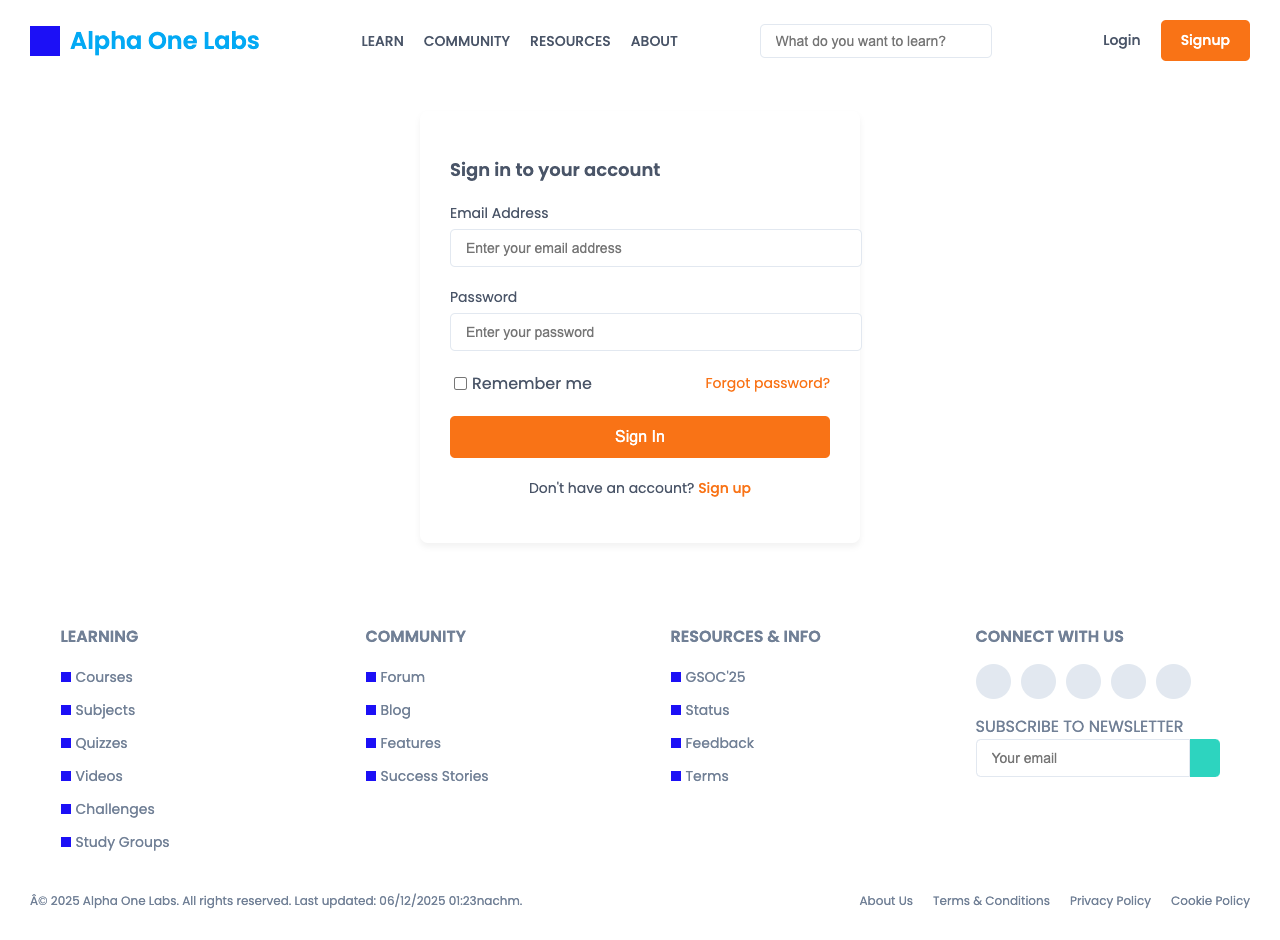 Alpha One Labs
LEARN COMMUNITY RESOURCES ABOUT
What do you want to learn?
Login
Signup
Sign in to your account
Email Address
Enter your email address
Password
Enter your password
Remember me
Forgot password?
Sign In
Don't have an account? Sign up
LEARNING
Courses
Subjects
Quizzes
Videos
Challenges
Study Groups
COMMUNITY
Forum
Blog
Features
Success Stories
RESOURCES & INFO
GSOC'25
Status
Feedback
Terms
CONNECT WITH US
SUBSCRIBE TO NEWSLETTER
Your email
Â© 2025 Alpha One Labs. All rights reserved. Last updated: 06/12/2025 01:23nachm.
About Us Terms & Conditions Privacy Policy Cookie Policy